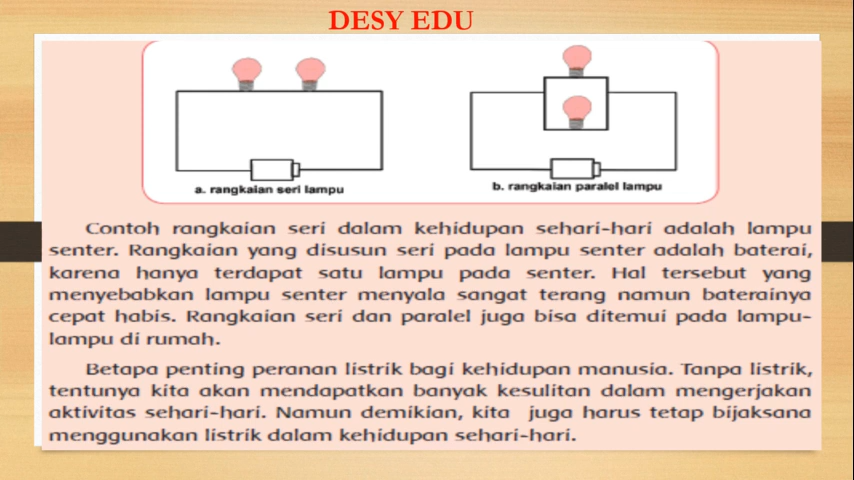 DESY EDU
a. rangkaian seri lampu
b. rangkaian paralel lampu
Contoh rangkaian seri dalam kehidupan sehari-hari adalah lampu
senter. Rangkaian yang disusun seri pada lampu senter adalah baterai,
karena hanya terdapat satu lampu pada senter. Hal tersebut yang
menyebabkan lampu senter menyala sangat terang namun baterainya
cepat habis. Rangkaian seri dan paralel juga bisa ditemui pada lampu-
lampu di rumah.
Betapa penting peranan listrik bagi kehidupan manusia. Tanpa listrik,
tentunya kita akan mendapatkan banyak kesulitan dalam mengerjakan
aktivitas sehari-hari. Namun demikian, kita juga harus tetap bijaksana
menggunakan listrik dalam kehidupan sehari-hari.